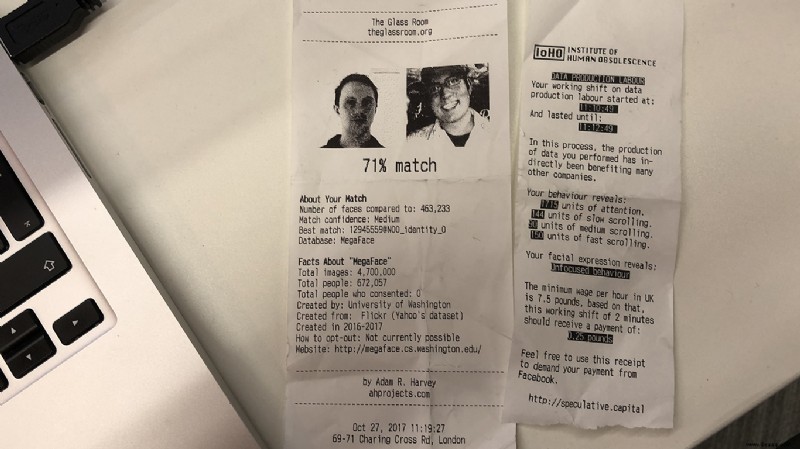 The Glass Room
theglassroom.org
71% match
About Your Match
Number of faces compared to: 463,233
Match confidence: Medium
Best match: 12945559@N00_identity_0
Database: MegaFace
Facts About "MegaFace"
Total images: 4,700,000
Total people: 672,057
Total people who consented: 0
Created by: University of Washington
Created from: Flickr (Yahoo's dataset)
Created in 2016-2017
How to opt-out: Not currently possible
Website: http://megaface.cs.washington.edu/
by Adam R. Harvey
ahprojects.com
Oct 27, 2017 11:19:27
69-71 Charing Cross Rd, London
IoHO INSTITUTE OF
HUMAN OBSOLESCENCE
DATA PRODUCTION LABOUR
Your working shift on data
production labour started at:
11:10:49
And lasted until:
11:12:49
In this process, the production
of data you performed has in-
directly been benefiting many
other companies.
Your behaviour reveals:
1715 units of attention.
144 units of slow scrolling.
30 units of medium scrolling.
150 units of fast scrolling.
Your facial expression reveals:
Unfocused behaviour
The minimum wage per hour in UK
is 7.5 pounds, based on that,
this working shift of 2 minutes
should receive a payment of:
0.25 pounds
Feel free to use this receipt
to demand your payment from
Facebook.
http://speculative.capital